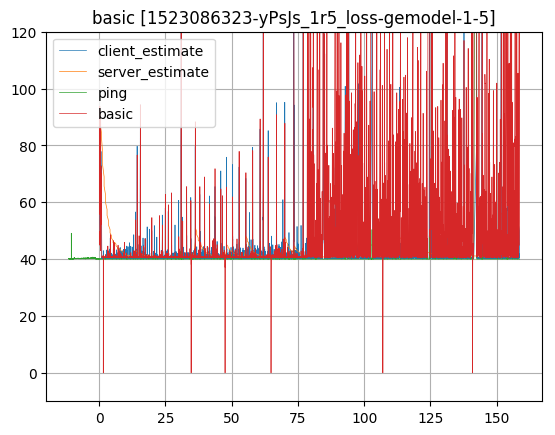 basic [1523086323-yPsJs_1r5_loss-gemodel-1-5]
client_estimate
server_estimate
ping
basic
120
100
80
60
40
20
0
0 25 50 75 100 125 150